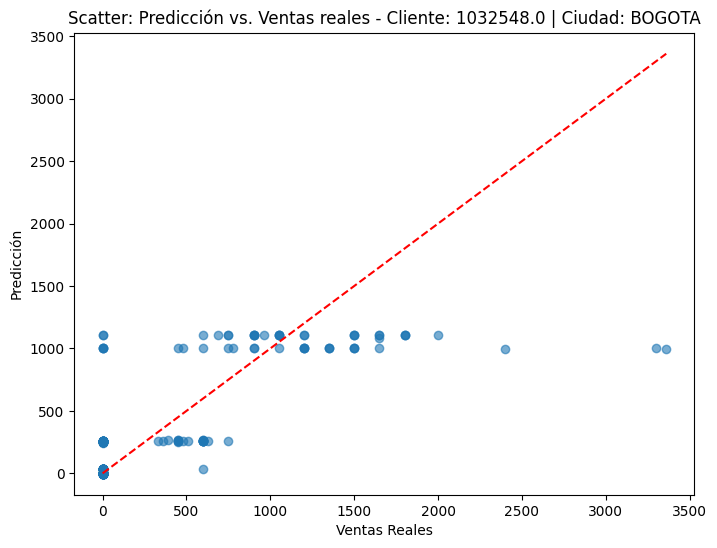 Scatter: Predicción vs. Ventas reales - Cliente: 1032548.0 | Ciudad: BOGOTA
3500
3000
2500
2000
1500
1000
500
0
Predicción
0 500 1000 1500 2000 2500 3000 3500
Ventas Reales